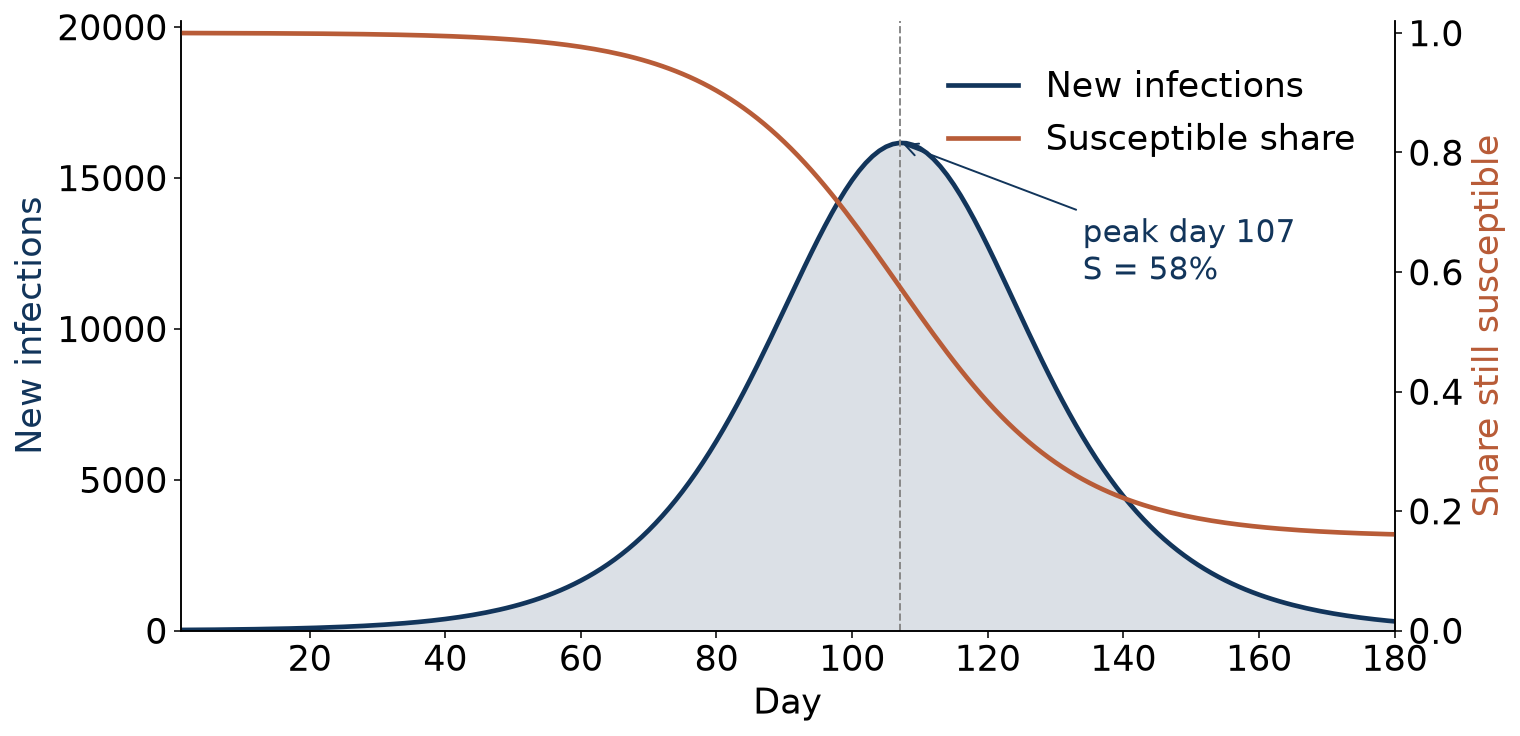 20000
15000
10000
5000
0
New infections
1.0
0.8
0.6
0.4
0.2
0.0
Share still susceptible
New infections
Susceptible share
peak day 107
S = 58%
20 40 60 80 100 120 140 160 180
Day